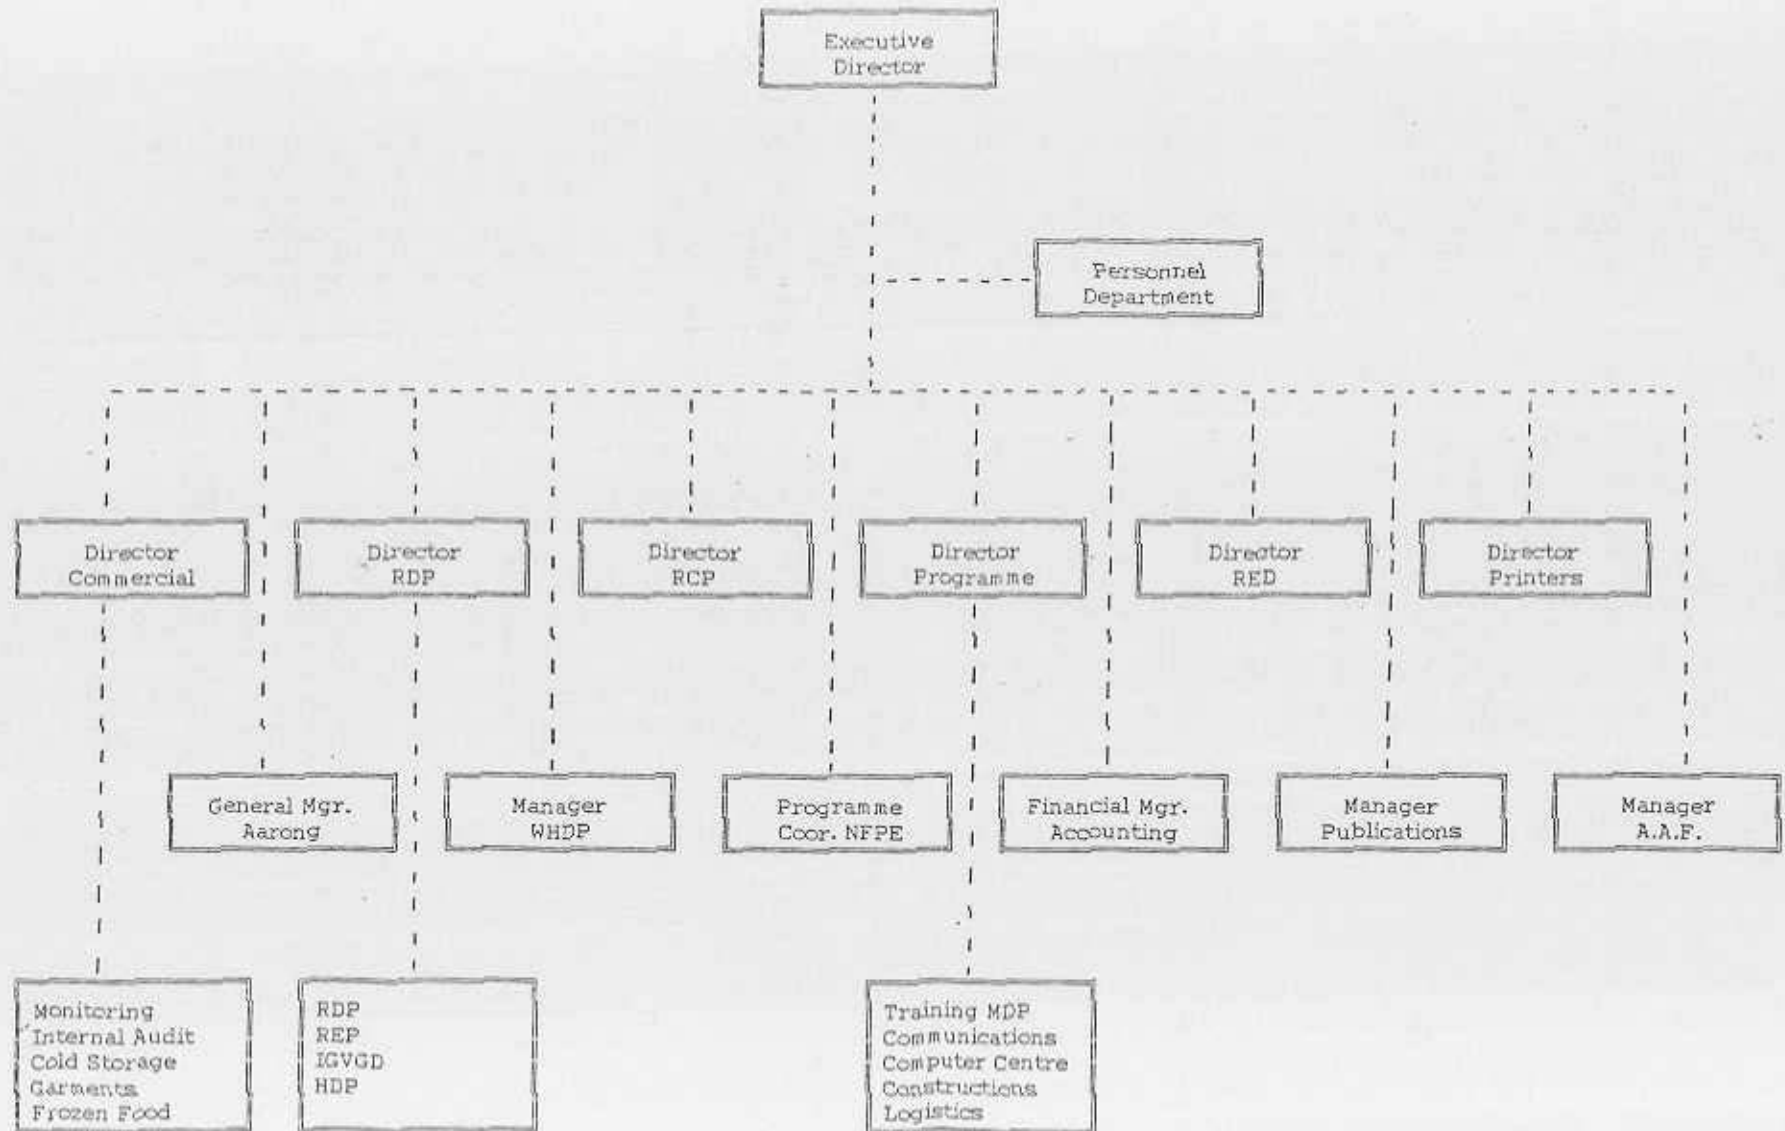 Executive
Director
Personnel
Department
Director
Commercial
Director
RDP
Director
RCP
Director
Programme
Director
RED
Director
Printers
General Mgr.
Aarong
Manager
WHDP
Programme
Coor. NFPE
Financial Mgr.
Accounting
Manager
Publications
Manager
A.A.F.
Monitoring
Internal Audit
Cold Storage
Garments
Frozen Food
RDP
REP
IGVGD
HDP
Training MDP
Communications
Computer Centre
Constructions
Logistics